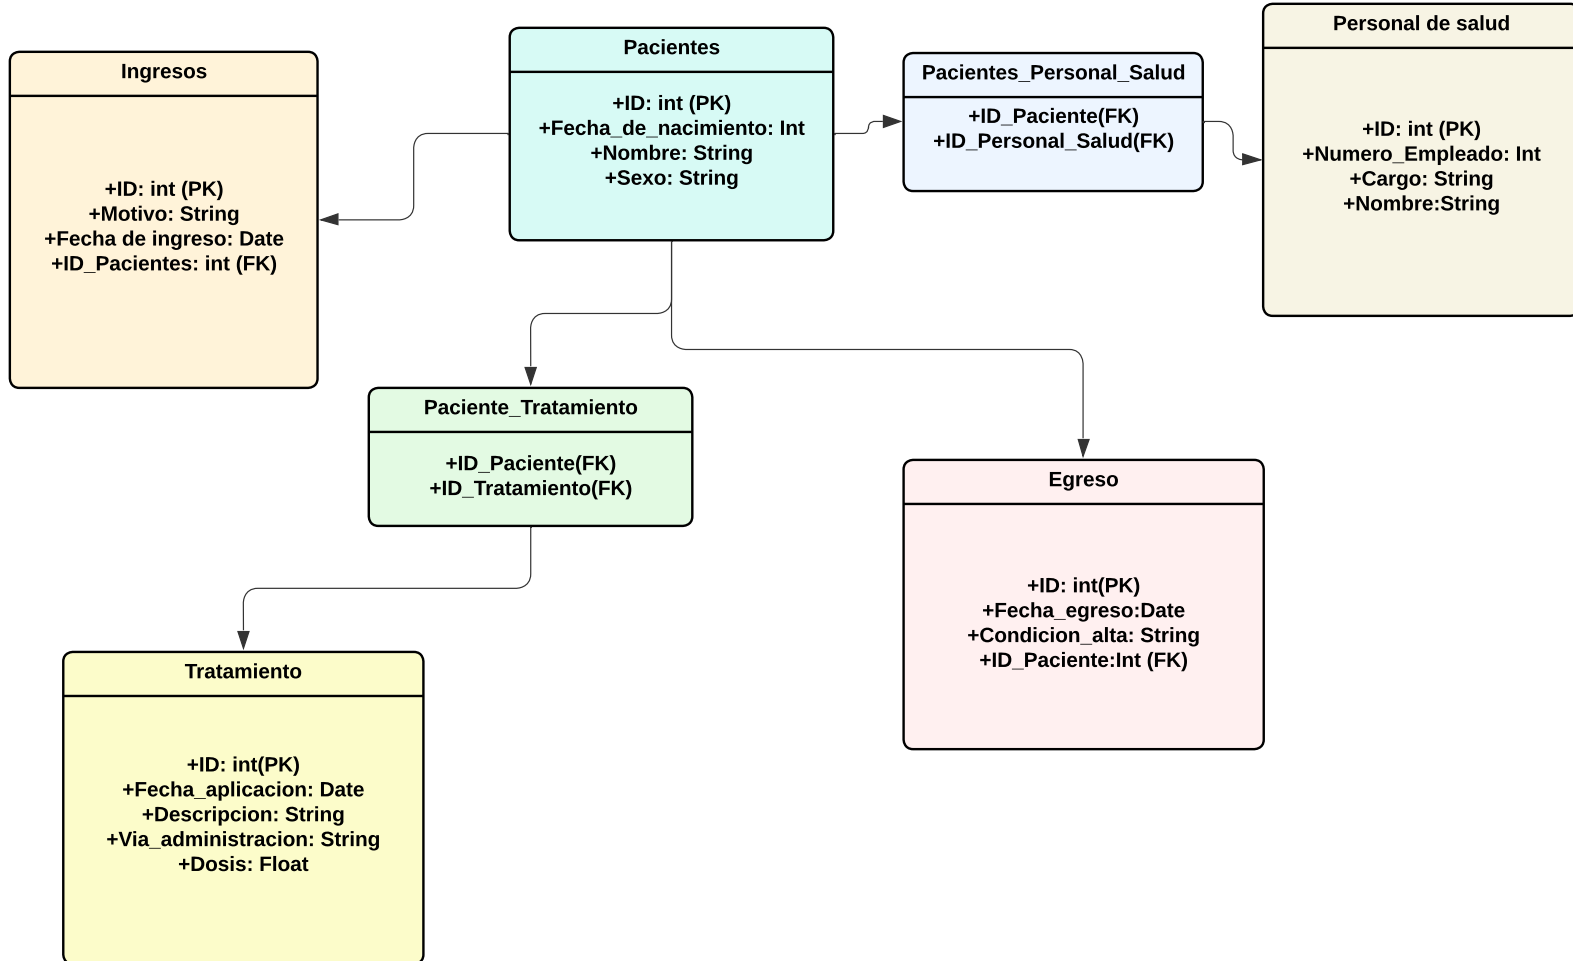 Ingresos
+ID: int (PK)
+Motivo: String
+Fecha de ingreso: Date
+ID_Pacientes: int (FK)
Pacientes
+ID: int (PK)
+Fecha_de_nacimiento: Int
+Nombre: String
+Sexo: String
Pacientes_Personal_Salud
+ID_Paciente(FK)
+ID_Personal_Salud(FK)
Personal de salud
+ID: int (PK)
+Numero_Empleado: Int
+Cargo: String
+Nombre:String
Paciente_Tratamiento
+ID_Paciente(FK)
+ID_Tratamiento(FK)
Egreso
+ID: int(PK)
+Fecha_egreso:Date
+Condicion_alta: String
+ID_Paciente:Int (FK)
Tratamiento
+ID: int(PK)
+Fecha_aplicacion: Date
+Descripcion: String
+Via_administracion: String
+Dosis: Float